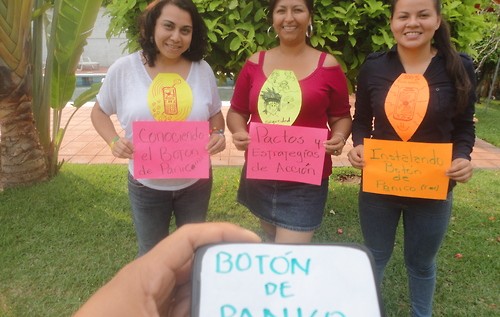 Conociendo
el Botón
de Pánico
Pactos y
Estrategias
de Acción
Instalando
Botón
de
Pánico
BOTÓN
DE
PANICO